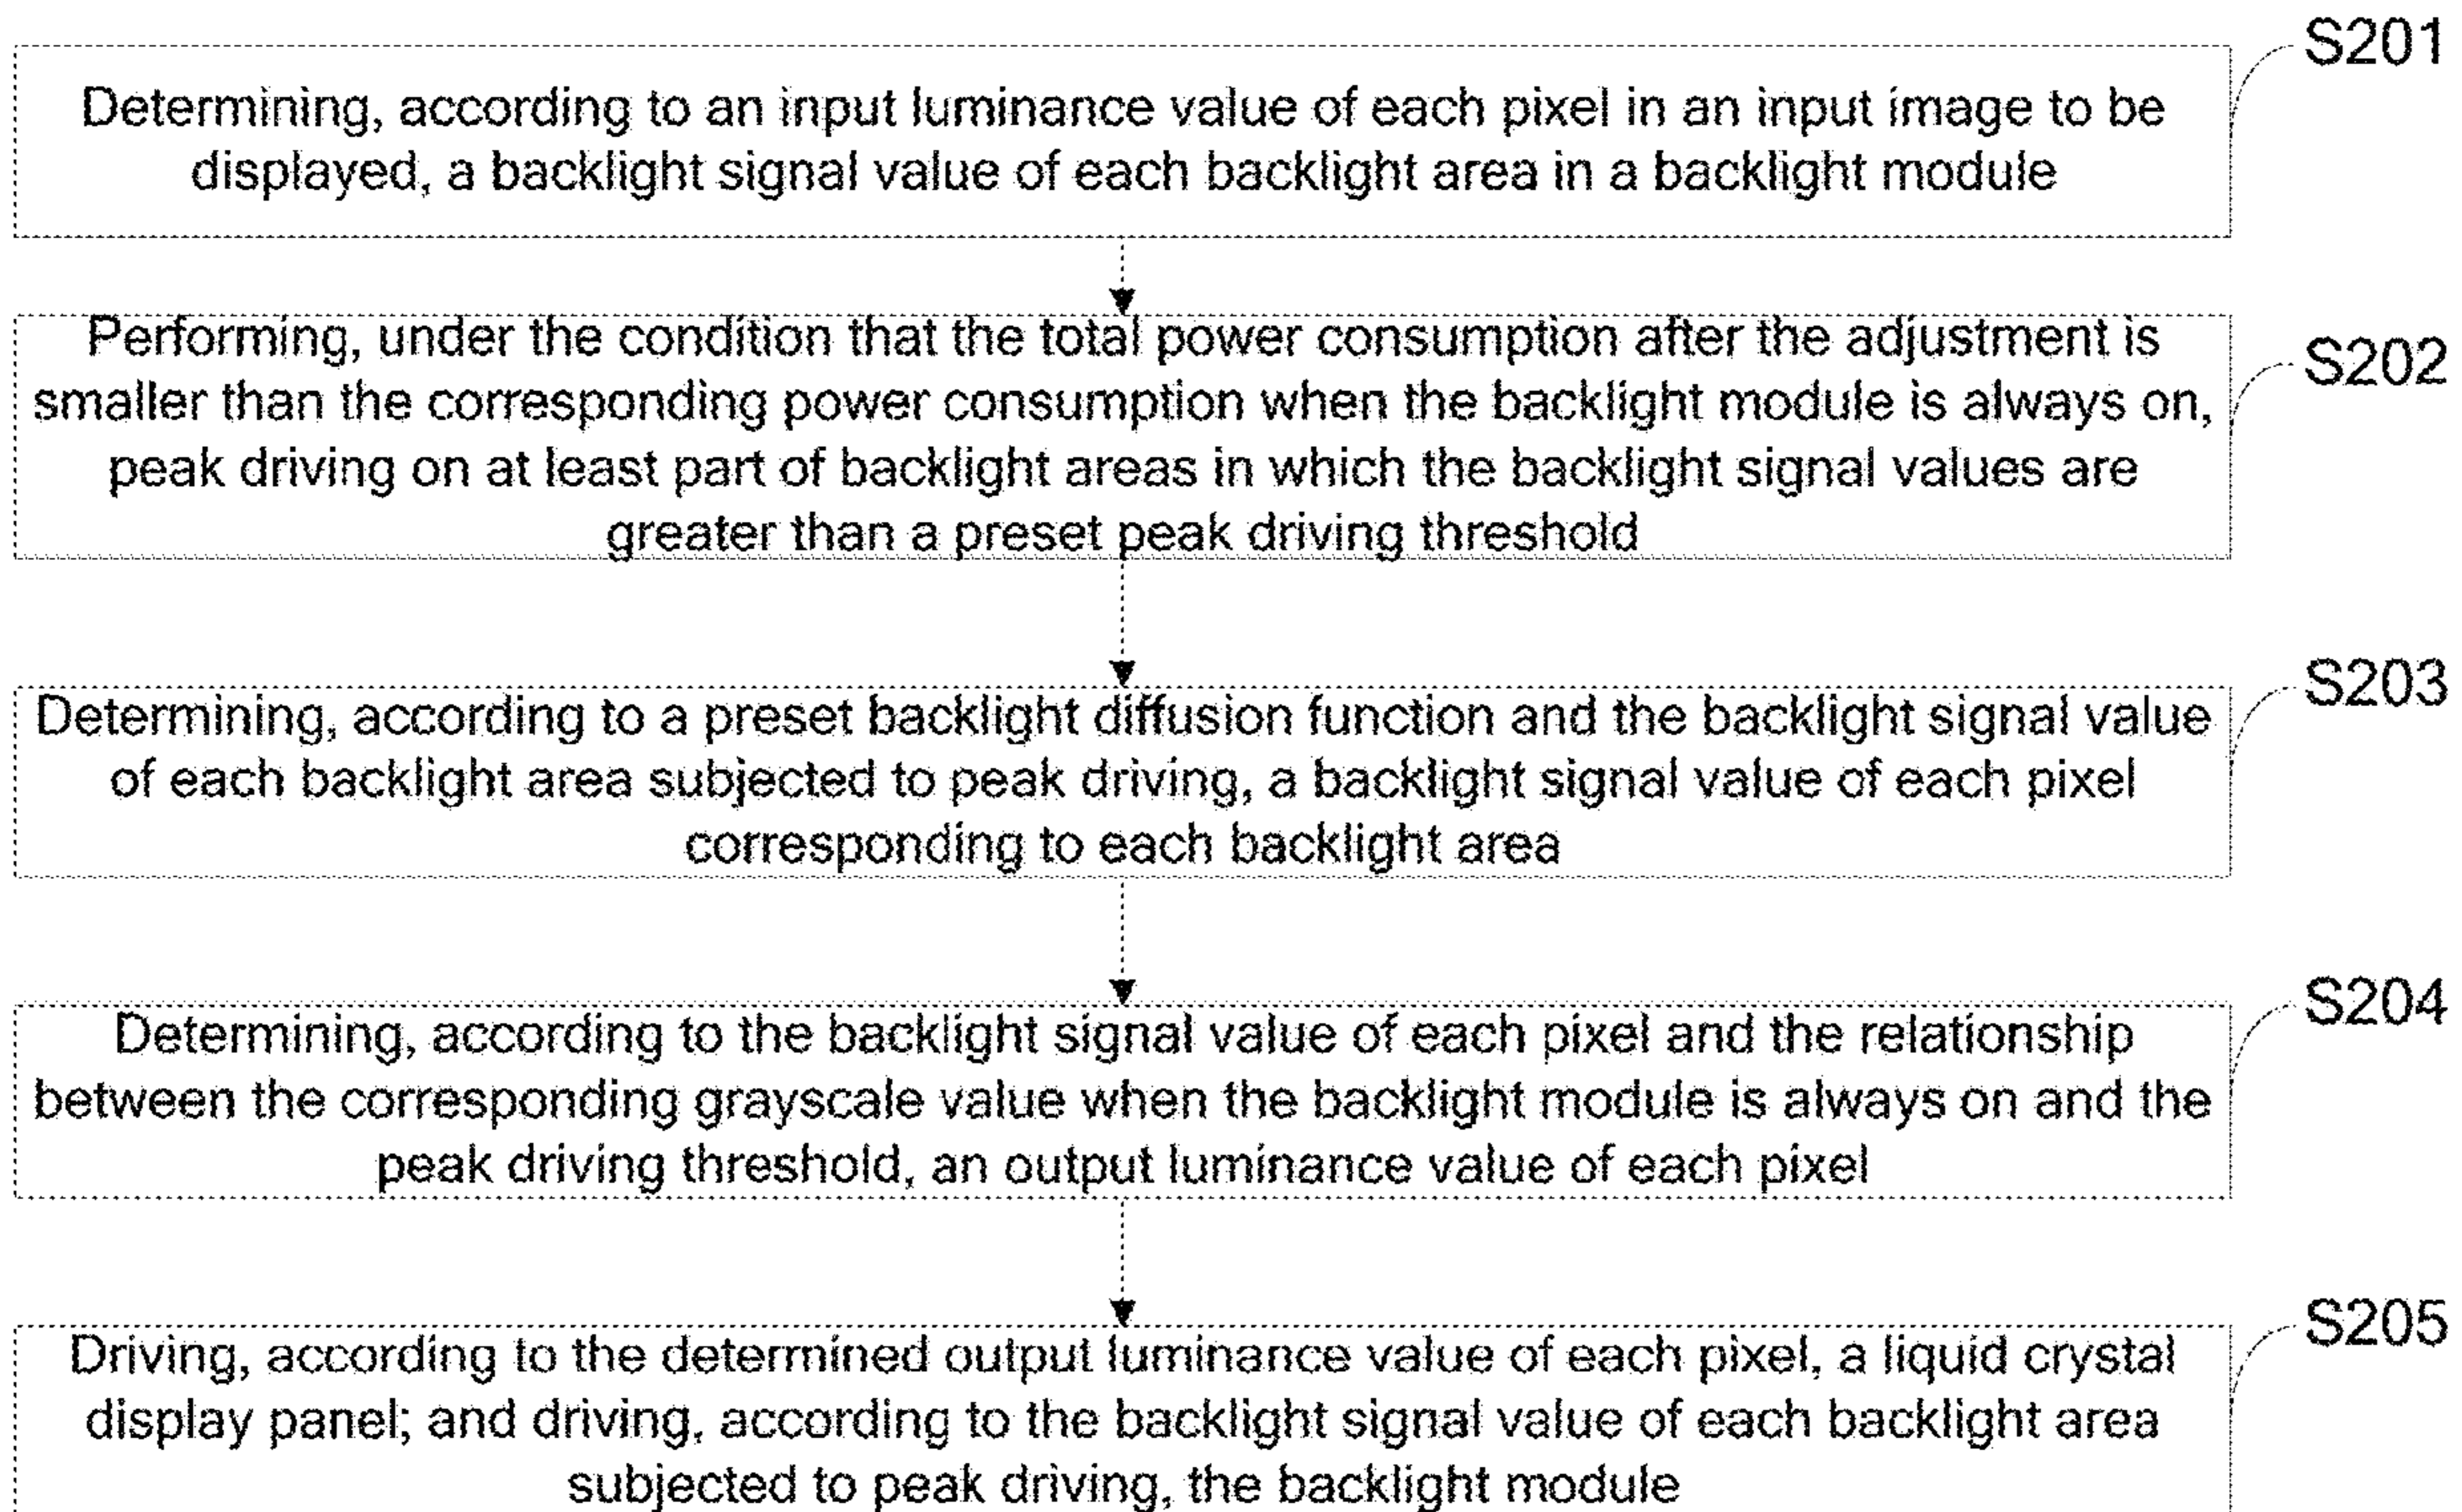 S201
Determining, according to an input luminance value of each pixel in an input image to be
displayed, a backlight signal value of each backlight area in a backlight module
S202
Performing, under the condition that the total power consumption after the adjustment is
smaller than the corresponding power consumption when the backlight module is always on,
peak driving on at least part of backlight areas in which the backlight signal values are
greater than a preset peak driving threshold
S203
Determining, according to a preset backlight diffusion function and the backlight signal value
of each backlight area subjected to peak driving, a backlight signal value of each pixel
corresponding to each backlight area
S204
Determining, according to the backlight signal value of each pixel and the relationship
between the corresponding grayscale value when the backlight module is always on and the
peak driving threshold, an output luminance value of each pixel
S205
Driving, according to the determined output luminance value of each pixel, a liquid crystal
display panel; and driving, according to the backlight signal value of each backlight area
subjected to peak driving, the backlight module